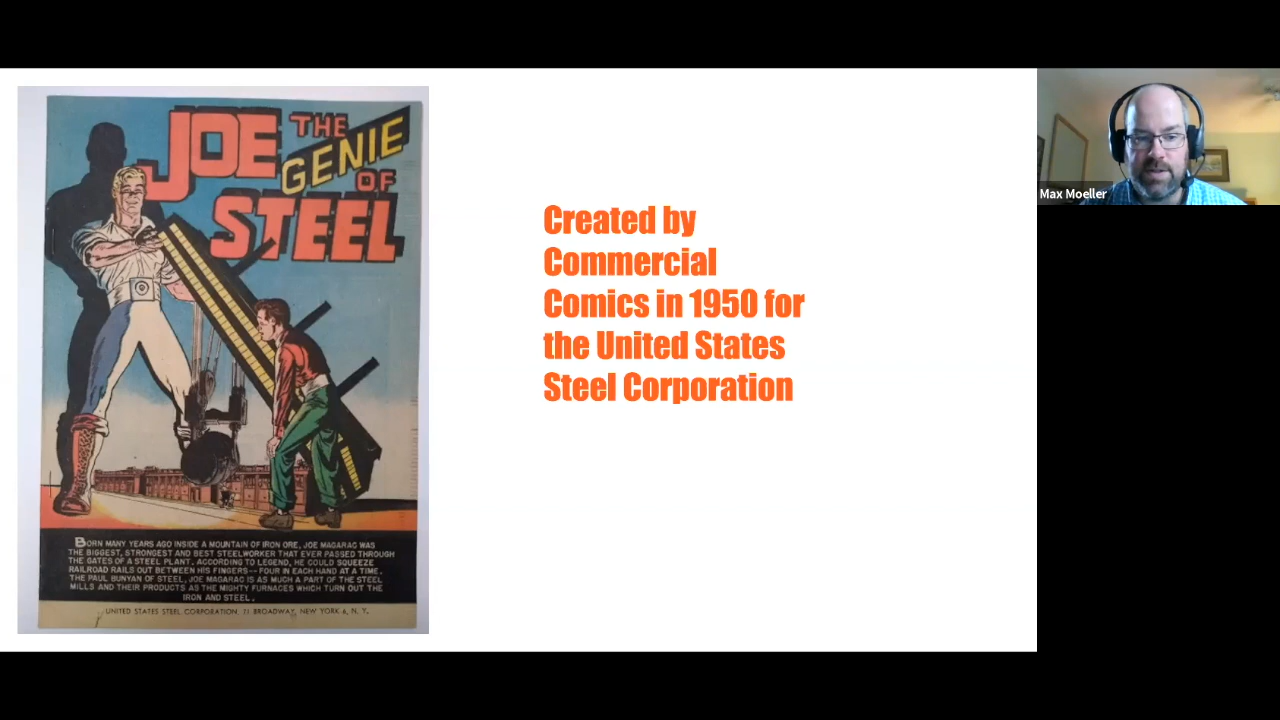 JOE THE
GENIE
OF
STEEL
BORN MANY YEARS AGO INSIDE A MOUNTAIN OF IRON ORE, JOE MAGARAC WAS
THE BIGGEST, STRONGEST AND BEST STEELWORKER THAT EVER PASSED THROUGH
THE GATES OF A STEEL PLANT. ACCORDING TO LEGEND, HE COULD SQUEEZE
RAILROAD RAILS OUT BETWEEN HIS FINGERS--FOUR IN EACH HAND AT A TIME.
THE PAUL BUNYAN OF STEEL, JOE MAGARAC IS AS MUCH A PART OF THE STEEL
MILLS AND THEIR PRODUCTS AS THE MIGHTY FURNACES WHICH TURN OUT THE
IRON AND STEEL.
UNITED STATES STEEL CORPORATION, 71 BROADWAY, NEW YORK 6, N. Y.
Created by
Commercial
Comics in 1950 for
the United States
Steel Corporation
Max Moeller